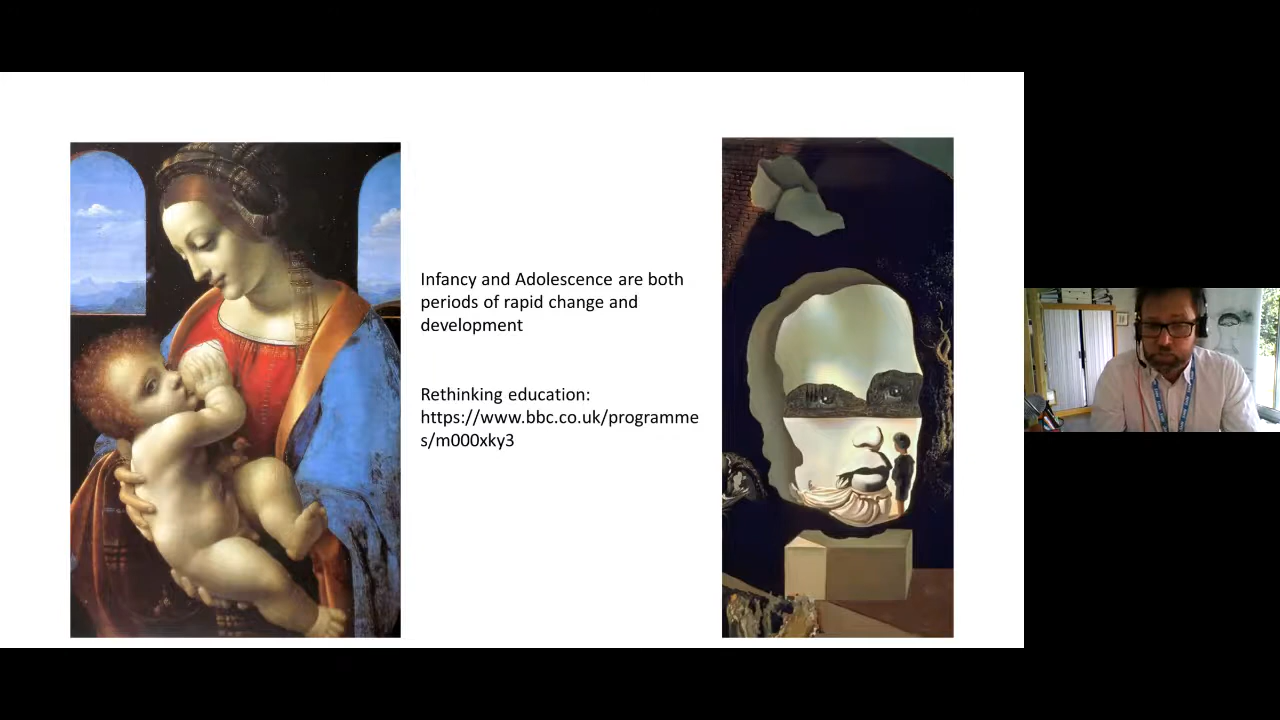 Infancy and Adolescence are both
periods of rapid change and
development
Rethinking education:
https://www.bbc.co.uk/programme
s/m000xky3